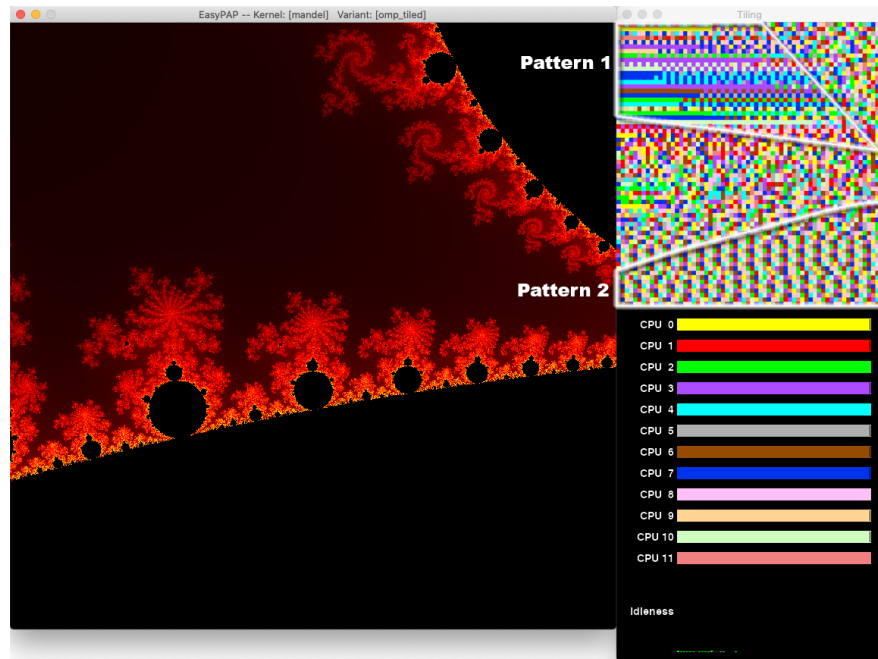 EasyPAP -- Kernel: [mandel] Variant: [omp_tiled]
Tiling
Pattern 1
Pattern 2
CPU 0
CPU 1
CPU 2
CPU 3
CPU 4
CPU 5
CPU 6
CPU 7
CPU 8
CPU 9
CPU 10
CPU 11
Idleness